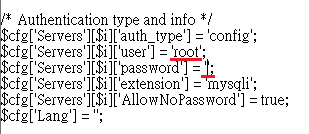 /* Authentication type and info */
$cfg['Servers'][$i]['auth_type'] = 'config';
$cfg['Servers'][$i]['user'] = 'root';
$cfg['Servers'][$i]['password'] = '';
$cfg['Servers'][$i]['extension'] = 'mysqli';
$cfg['Servers'][$i]['AllowNoPassword'] = true;
$cfg['Lang'] = '';